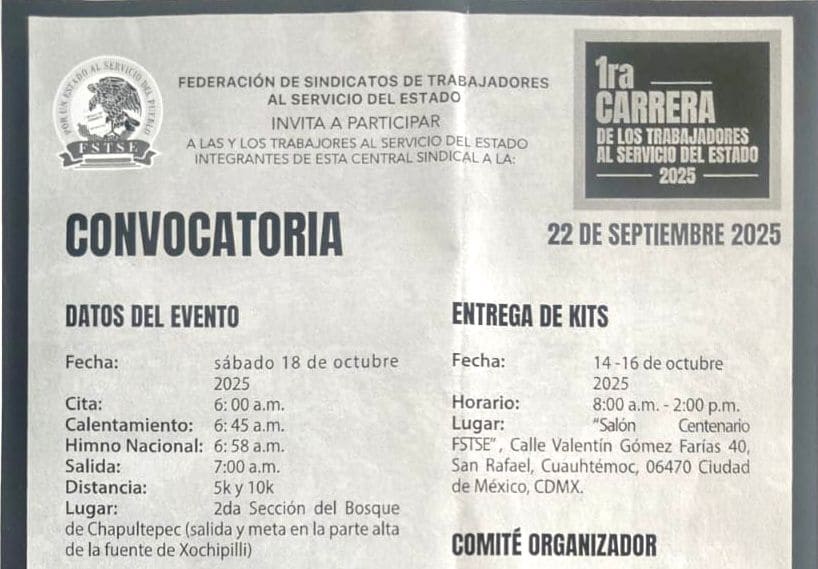 POR UN ESTADO AL SERVICIO DEL PUEBLO
FSTSE
FEDERACIÓN DE SINDICATOS DE TRABAJADORES
AL SERVICIO DEL ESTADO
INVITA A PARTICIPAR
A LAS Y LOS TRABAJORES AL SERVICIO DEL ESTADO
INTEGRANTES DE ESTA CENTRAL SINDICAL A LA:
1ra
CARRERA
DE LOS TRABAJADORES
AL SERVICIO DEL ESTADO
2025
CONVOCATORIA
22 DE SEPTIEMBRE 2025
DATOS DEL EVENTO
Fecha: sábado 18 de octubre
2025
Cita: 6: 00 a.m.
Calentamiento: 6: 45 a.m.
Himno Nacional: 6: 58 a.m.
Salida: 7:00 a.m.
Distancia: 5k y 10k
Lugar: 2da Sección del Bosque
de Chapultepec (salida y meta en la parte alta
de la fuente de Xochipilli)
ENTREGA DE KITS
Fecha: 14 -16 de octubre
2025
Horario: 8:00 a.m. - 2:00 p.m.
Lugar: “Salón Centenario
FSTSE”, Calle Valentín Gómez Farías 40,
San Rafael, Cuauhtémoc, 06470 Ciudad
de México, CDMX.
COMITÉ ORGANIZADOR